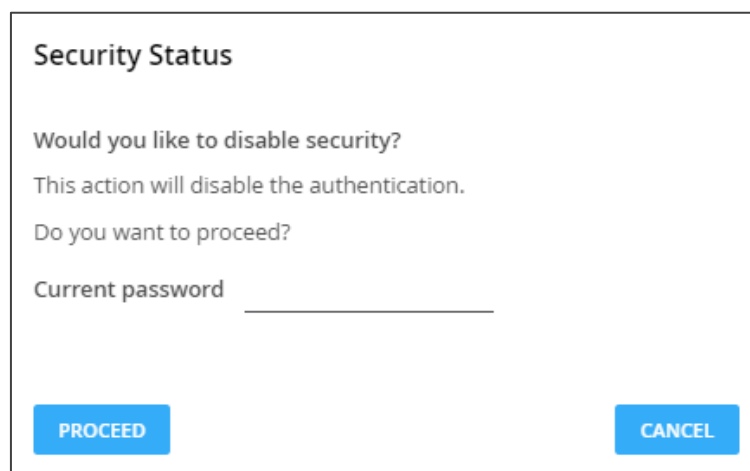 Security Status
Would you like to disable security?
This action will disable the authentication.
Do you want to proceed?
Current password
PROCEED
CANCEL